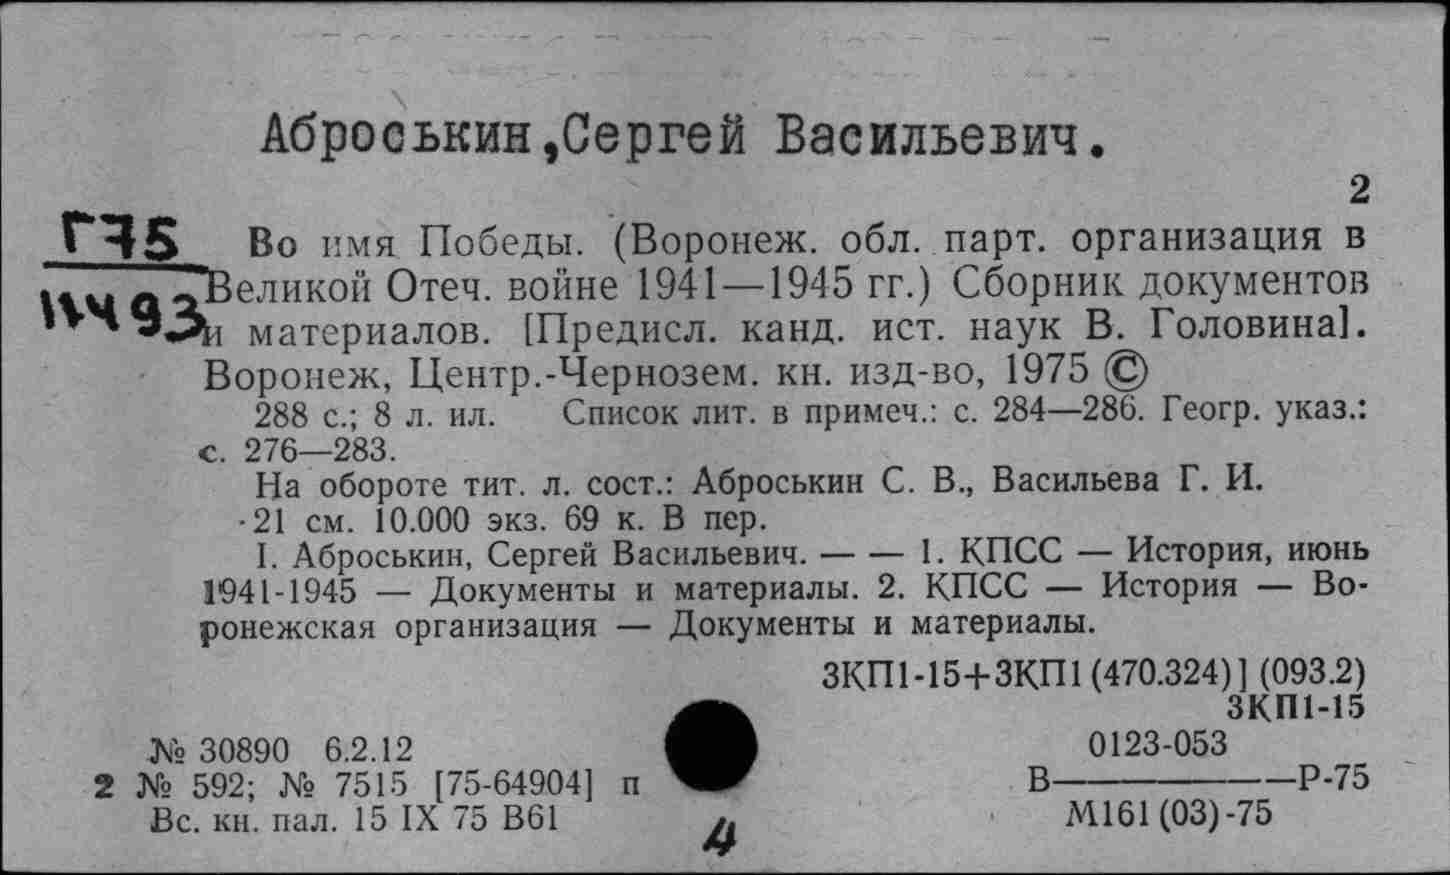 Аброськин,Сергей Васильевич.
2
Г75
Во имя Победы. (Воронеж. обл. парт. организация в
Великой Отеч. войне 1941—1945 гг.) Сборник документов
и материалов. [Предисл. канд. ист. наук В. Головина].
Воронеж, Центр.-Чернозем. кн. изд-во, 1975 ©
288 с.; 8 л. ил. Список лит. в примеч.: с. 284—286. Геогр. указ.:
с. 276—283.
На обороте тит. л. сост.: Аброськин С. В., Васильева Г. И.
21 см. 10.000 экз. 69 к. В пер.
I. Аброськин, Сергей Васильевич. — — 1. КПСС — История, июнь
1941-1945 — Документы и материалы. 2. КПСС — История — Во-
ронежская организация — Документы и материалы.
ЗКП1-15+ЗКП1 (470.324)] (093.2)
ЗКП1-15
№ 30890 6.2.12
2 № 592; № 7515 [75-64904] п
Вс. кн. пал. 15 IX 75 В61
4
0123-053
В——Р-75
М161 (03)-75